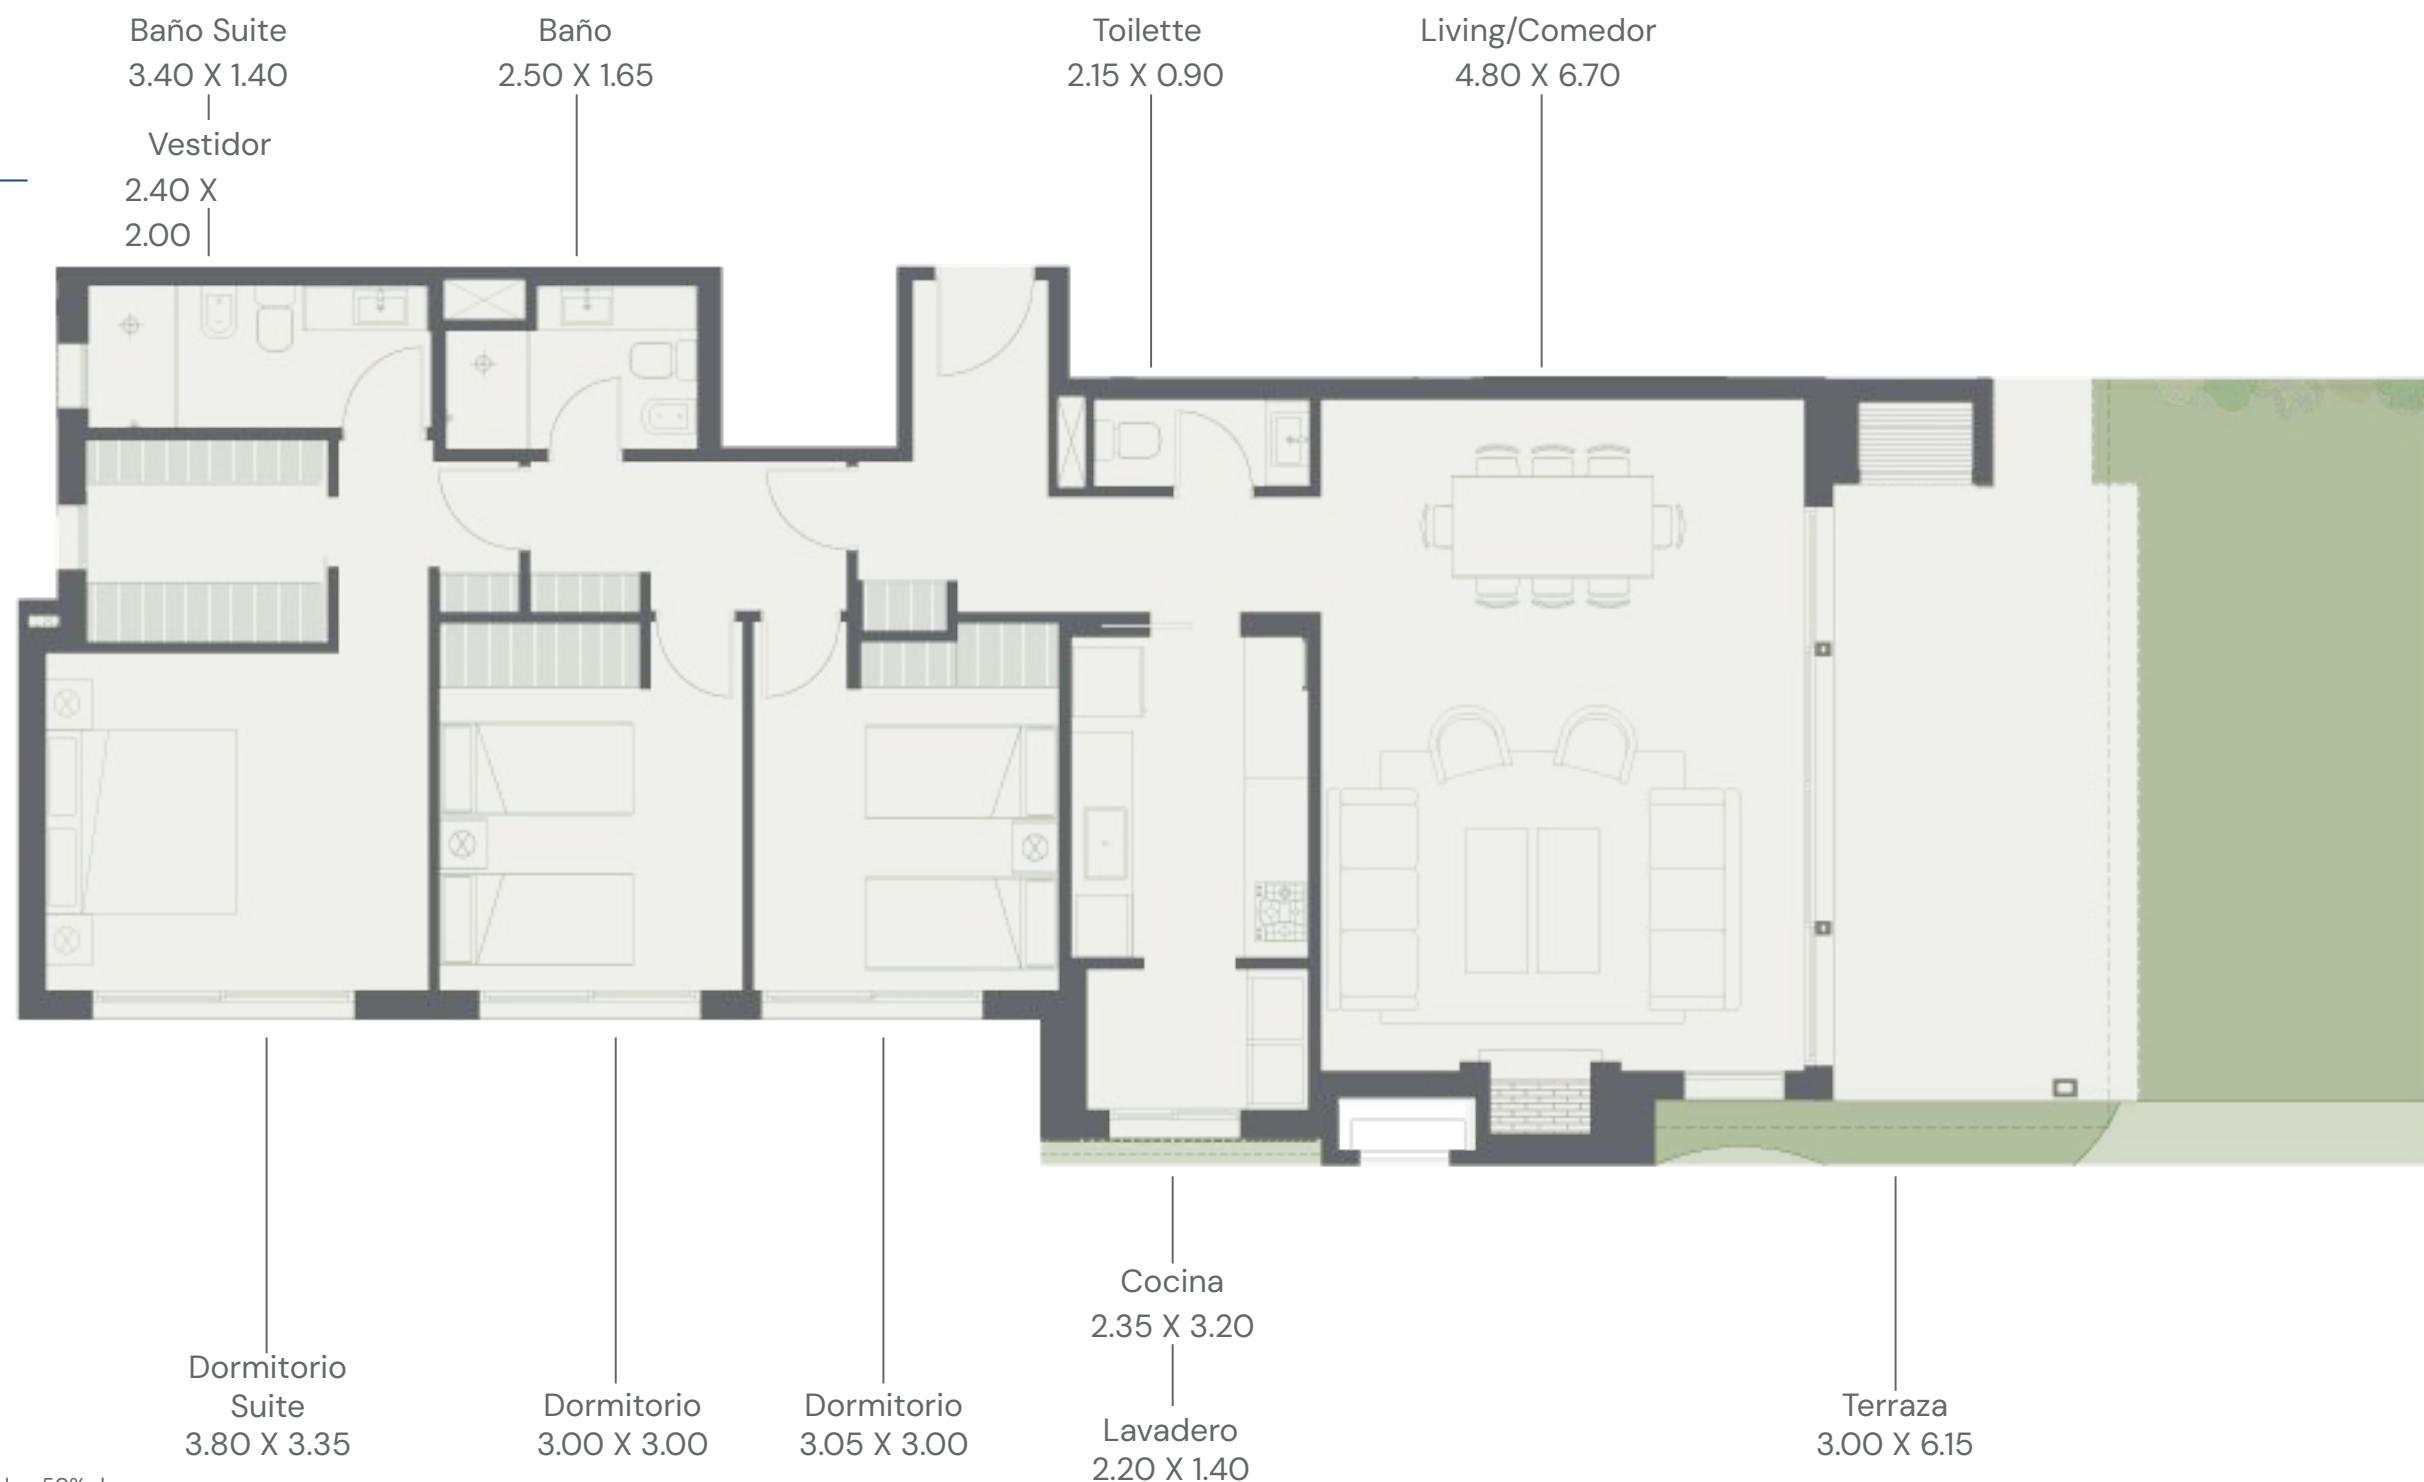 Baño Suite
3.40 X 1.40
Vestidor
2.40 X
2.00
Baño
2.50 X 1.65
Toilette
2.15 X 0.90
Living/Comedor
4.80 X 6.70
Dormitorio
Suite
3.80 X 3.35
Dormitorio
3.00 X 3.00
Dormitorio
3.05 X 3.00
Cocina
2.35 X 3.20
Lavadero
2.20 X 1.40
Terraza
3.00 X 6.15